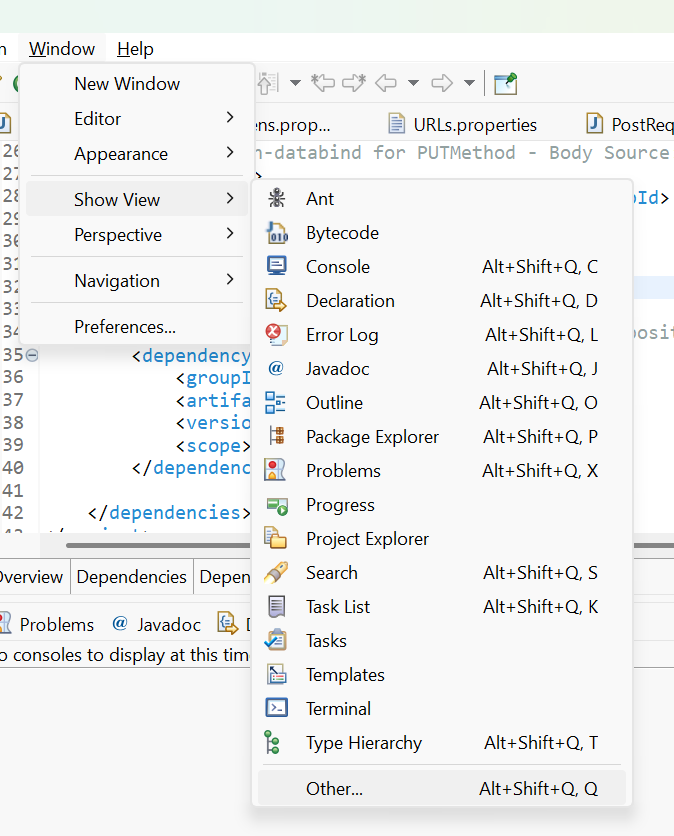 Window Help
New Window
Editor
Appearance
Show View
Perspective
Navigation
Preferences...
ens.prop... URLs.properties PostReq
26 n-databind for PUTMethod - Body Source
27 >
28 pId>
29
30
31
32
33
34 posit
35 <dependency
36 <groupI
37 <artifa
38 <versio
39 <scope>
40 </dependenc
41
42 </dependencies>
Ant
Bytecode
Console Alt+Shift+Q, C
Declaration Alt+Shift+Q, D
Error Log Alt+Shift+Q, L
Javadoc Alt+Shift+Q, J
Outline Alt+Shift+Q, O
Package Explorer Alt+Shift+Q, P
Problems Alt+Shift+Q, X
Progress
Project Explorer
Search Alt+Shift+Q, S
Task List Alt+Shift+Q, K
Tasks
Templates
Terminal
Type Hierarchy Alt+Shift+Q, T
Other... Alt+Shift+Q, Q
Overview Dependencies Depen
Problems @ Javadoc D
o consoles to display at this tim